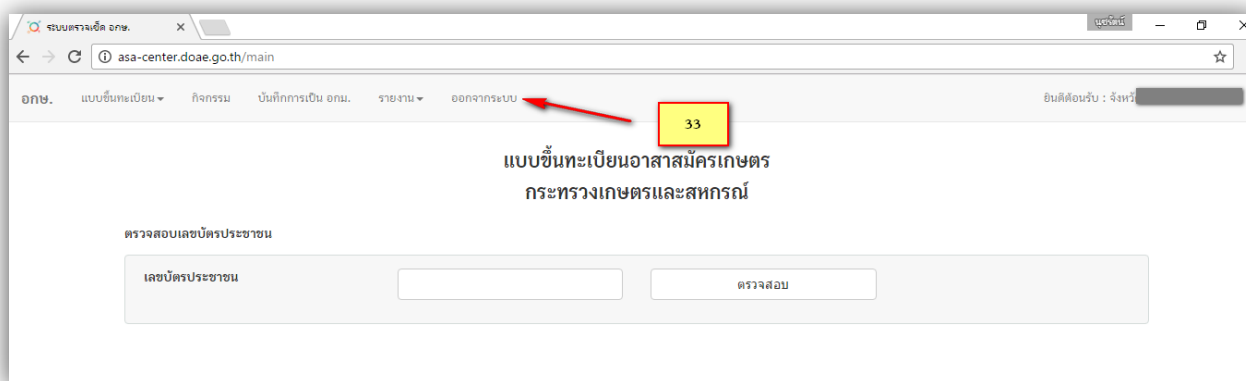 ระบบตรวจเช็ค อกษ.
นุชรัตน์
asa-center.doae.go.th/main
อกษ. แบบขึ้นทะเบียน กิจกรรม บันทึกการเป็น อกม. รายงาน ออกจากระบบ ยินดีต้อนรับ : จังหวั
33
แบบขึ้นทะเบียนอาสาสมัครเกษตร
กระทรวงเกษตรและสหกรณ์
ตรวจสอบเลขบัตรประชาชน
เลขบัตรประชาชน ตรวจสอบ